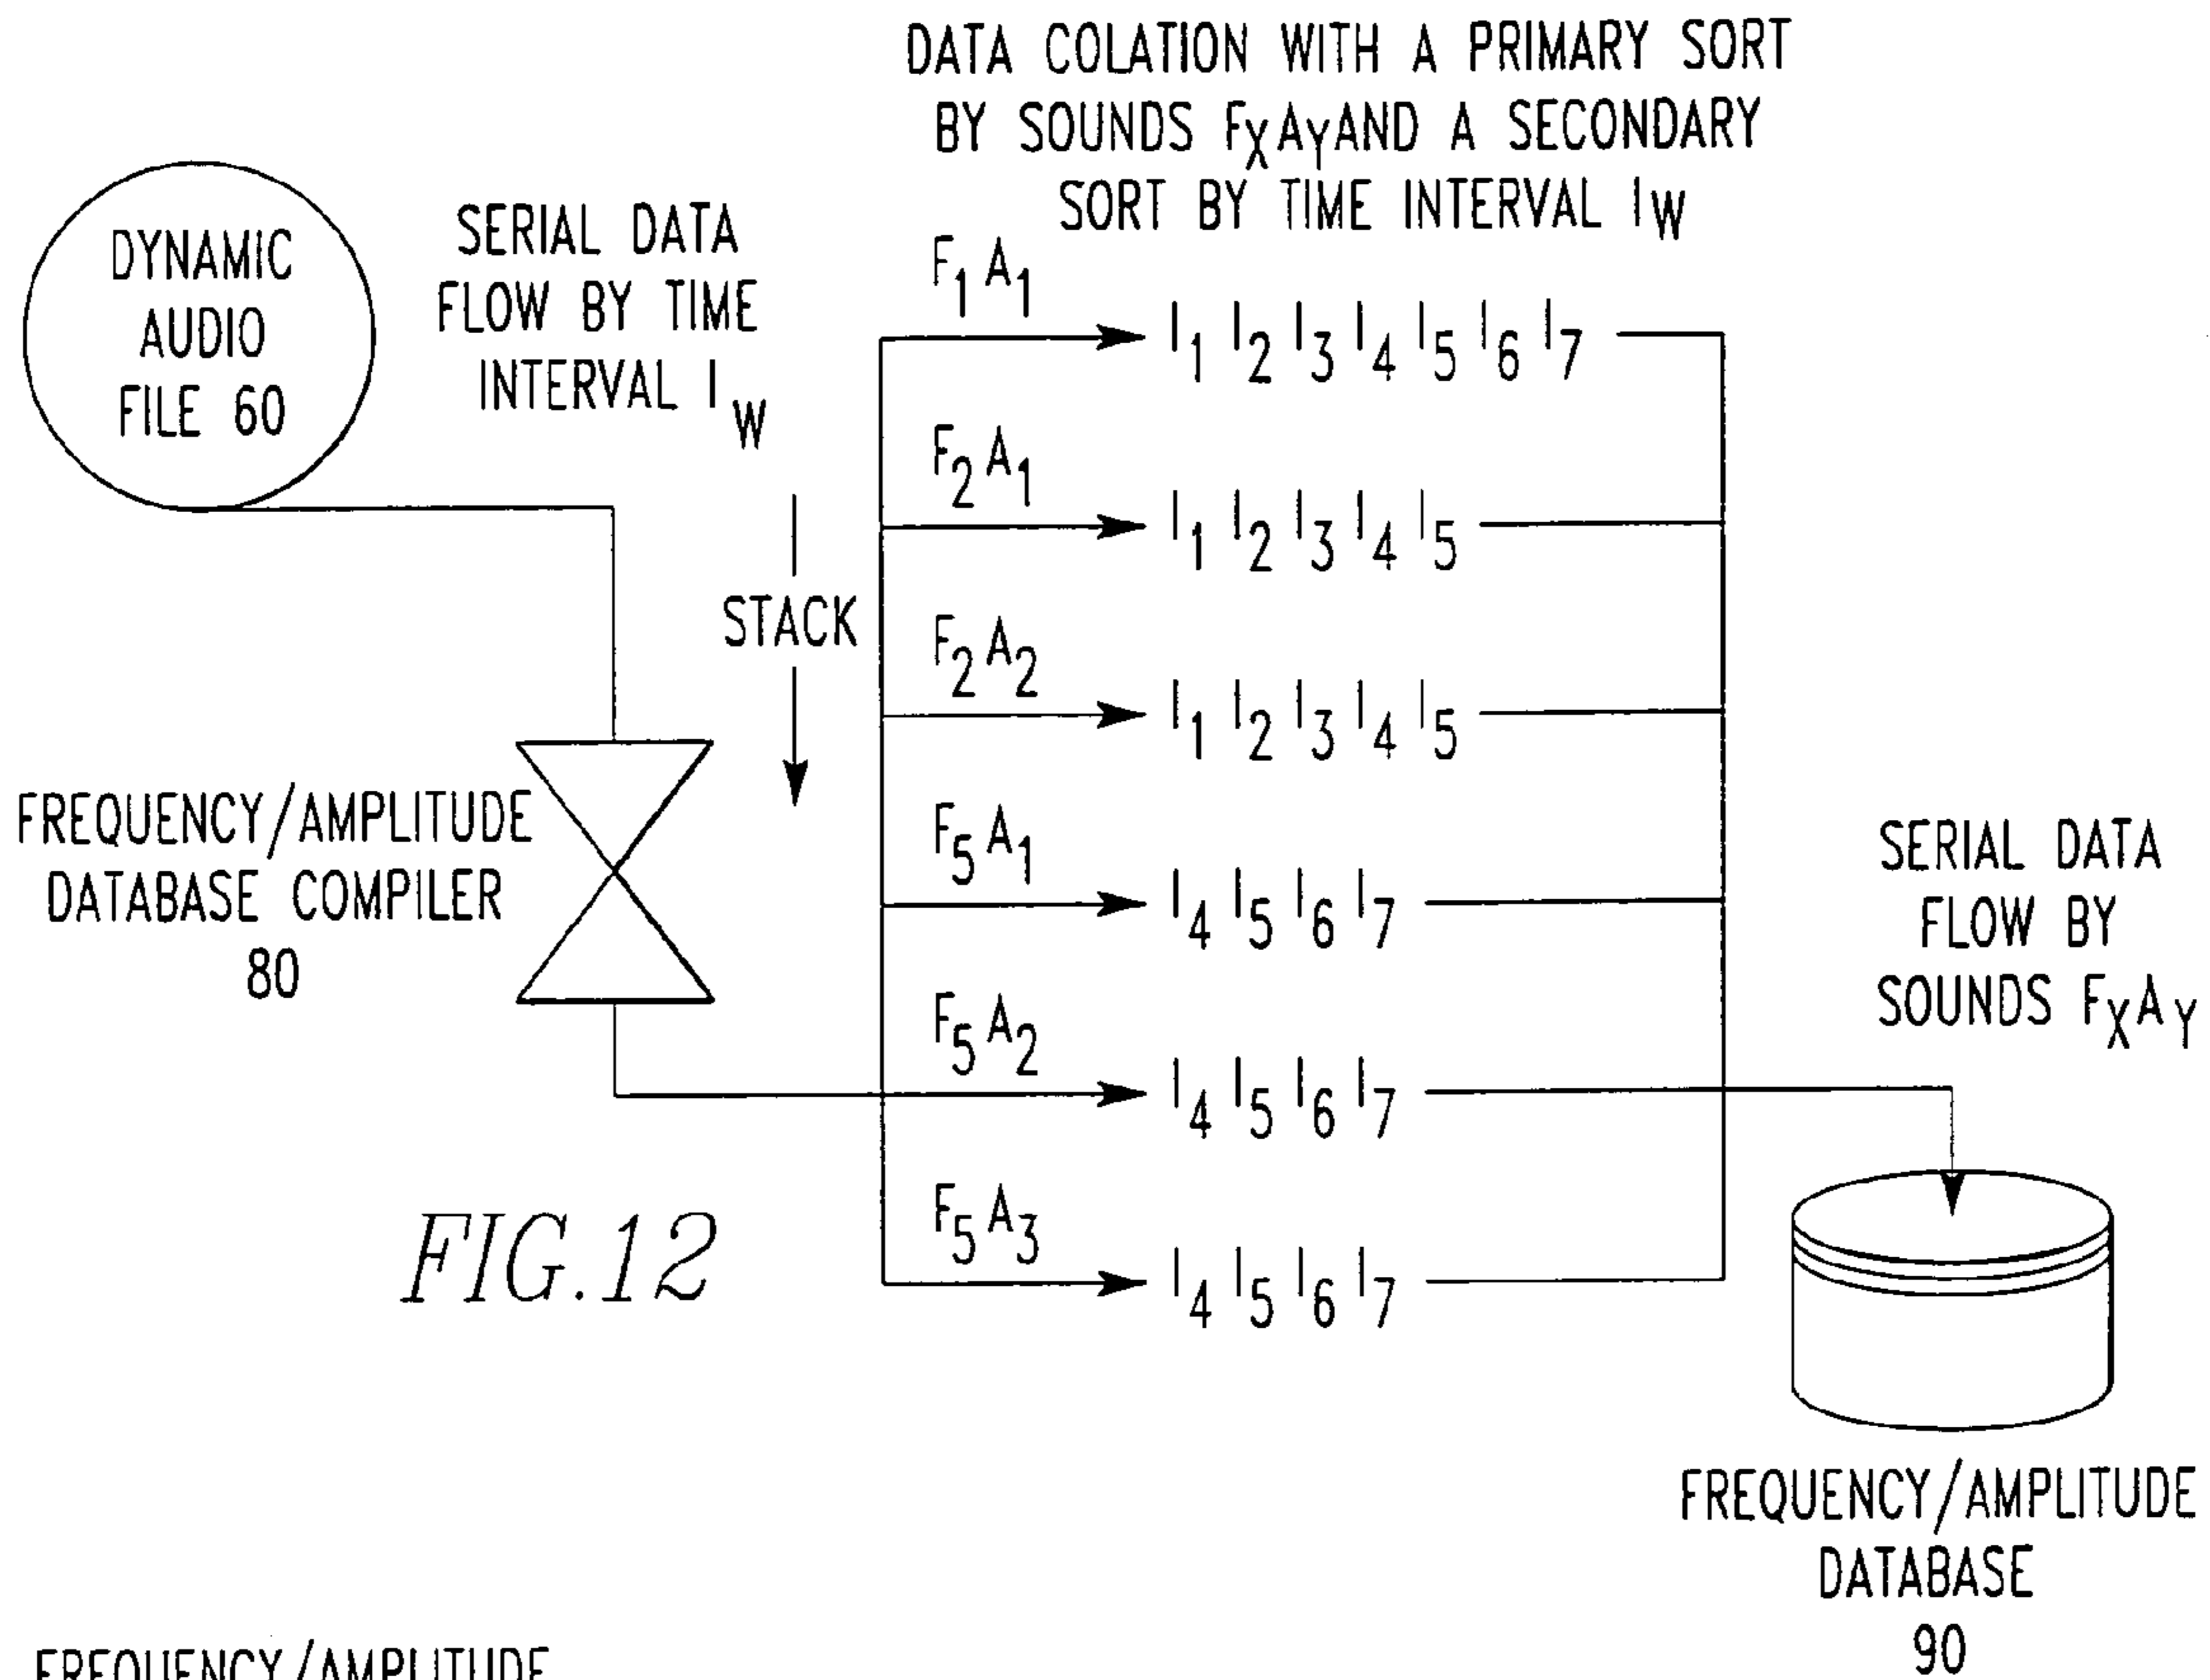 DATA COLATION WITH A PRIMARY SORT
BY SOUNDS FXAYAND A SECONDARY
SORT BY TIME INTERVAL IW
DYNAMIC
AUDIO
FILE 60
SERIAL DATA
FLOW BY TIME
INTERVAL IW
STACK
F1A1
I1 I2 I3 I4 I5 I6 I7
F2A1
I1 I2 I3 I4 I5
F2A2
I1 I2 I3 I4 I5
F5A1
I4 I5 I6 I7
F5A2
I4 I5 I6 I7
F5A3
I4 I5 I6 I7
FREQUENCY/AMPLITUDE
DATABASE COMPILER
80
SERIAL DATA
FLOW BY
SOUNDS FXAY
FIG.12
FREQUENCY/AMPLITUDE
DATABASE
90
FREQUENCY/AMPLITUDE